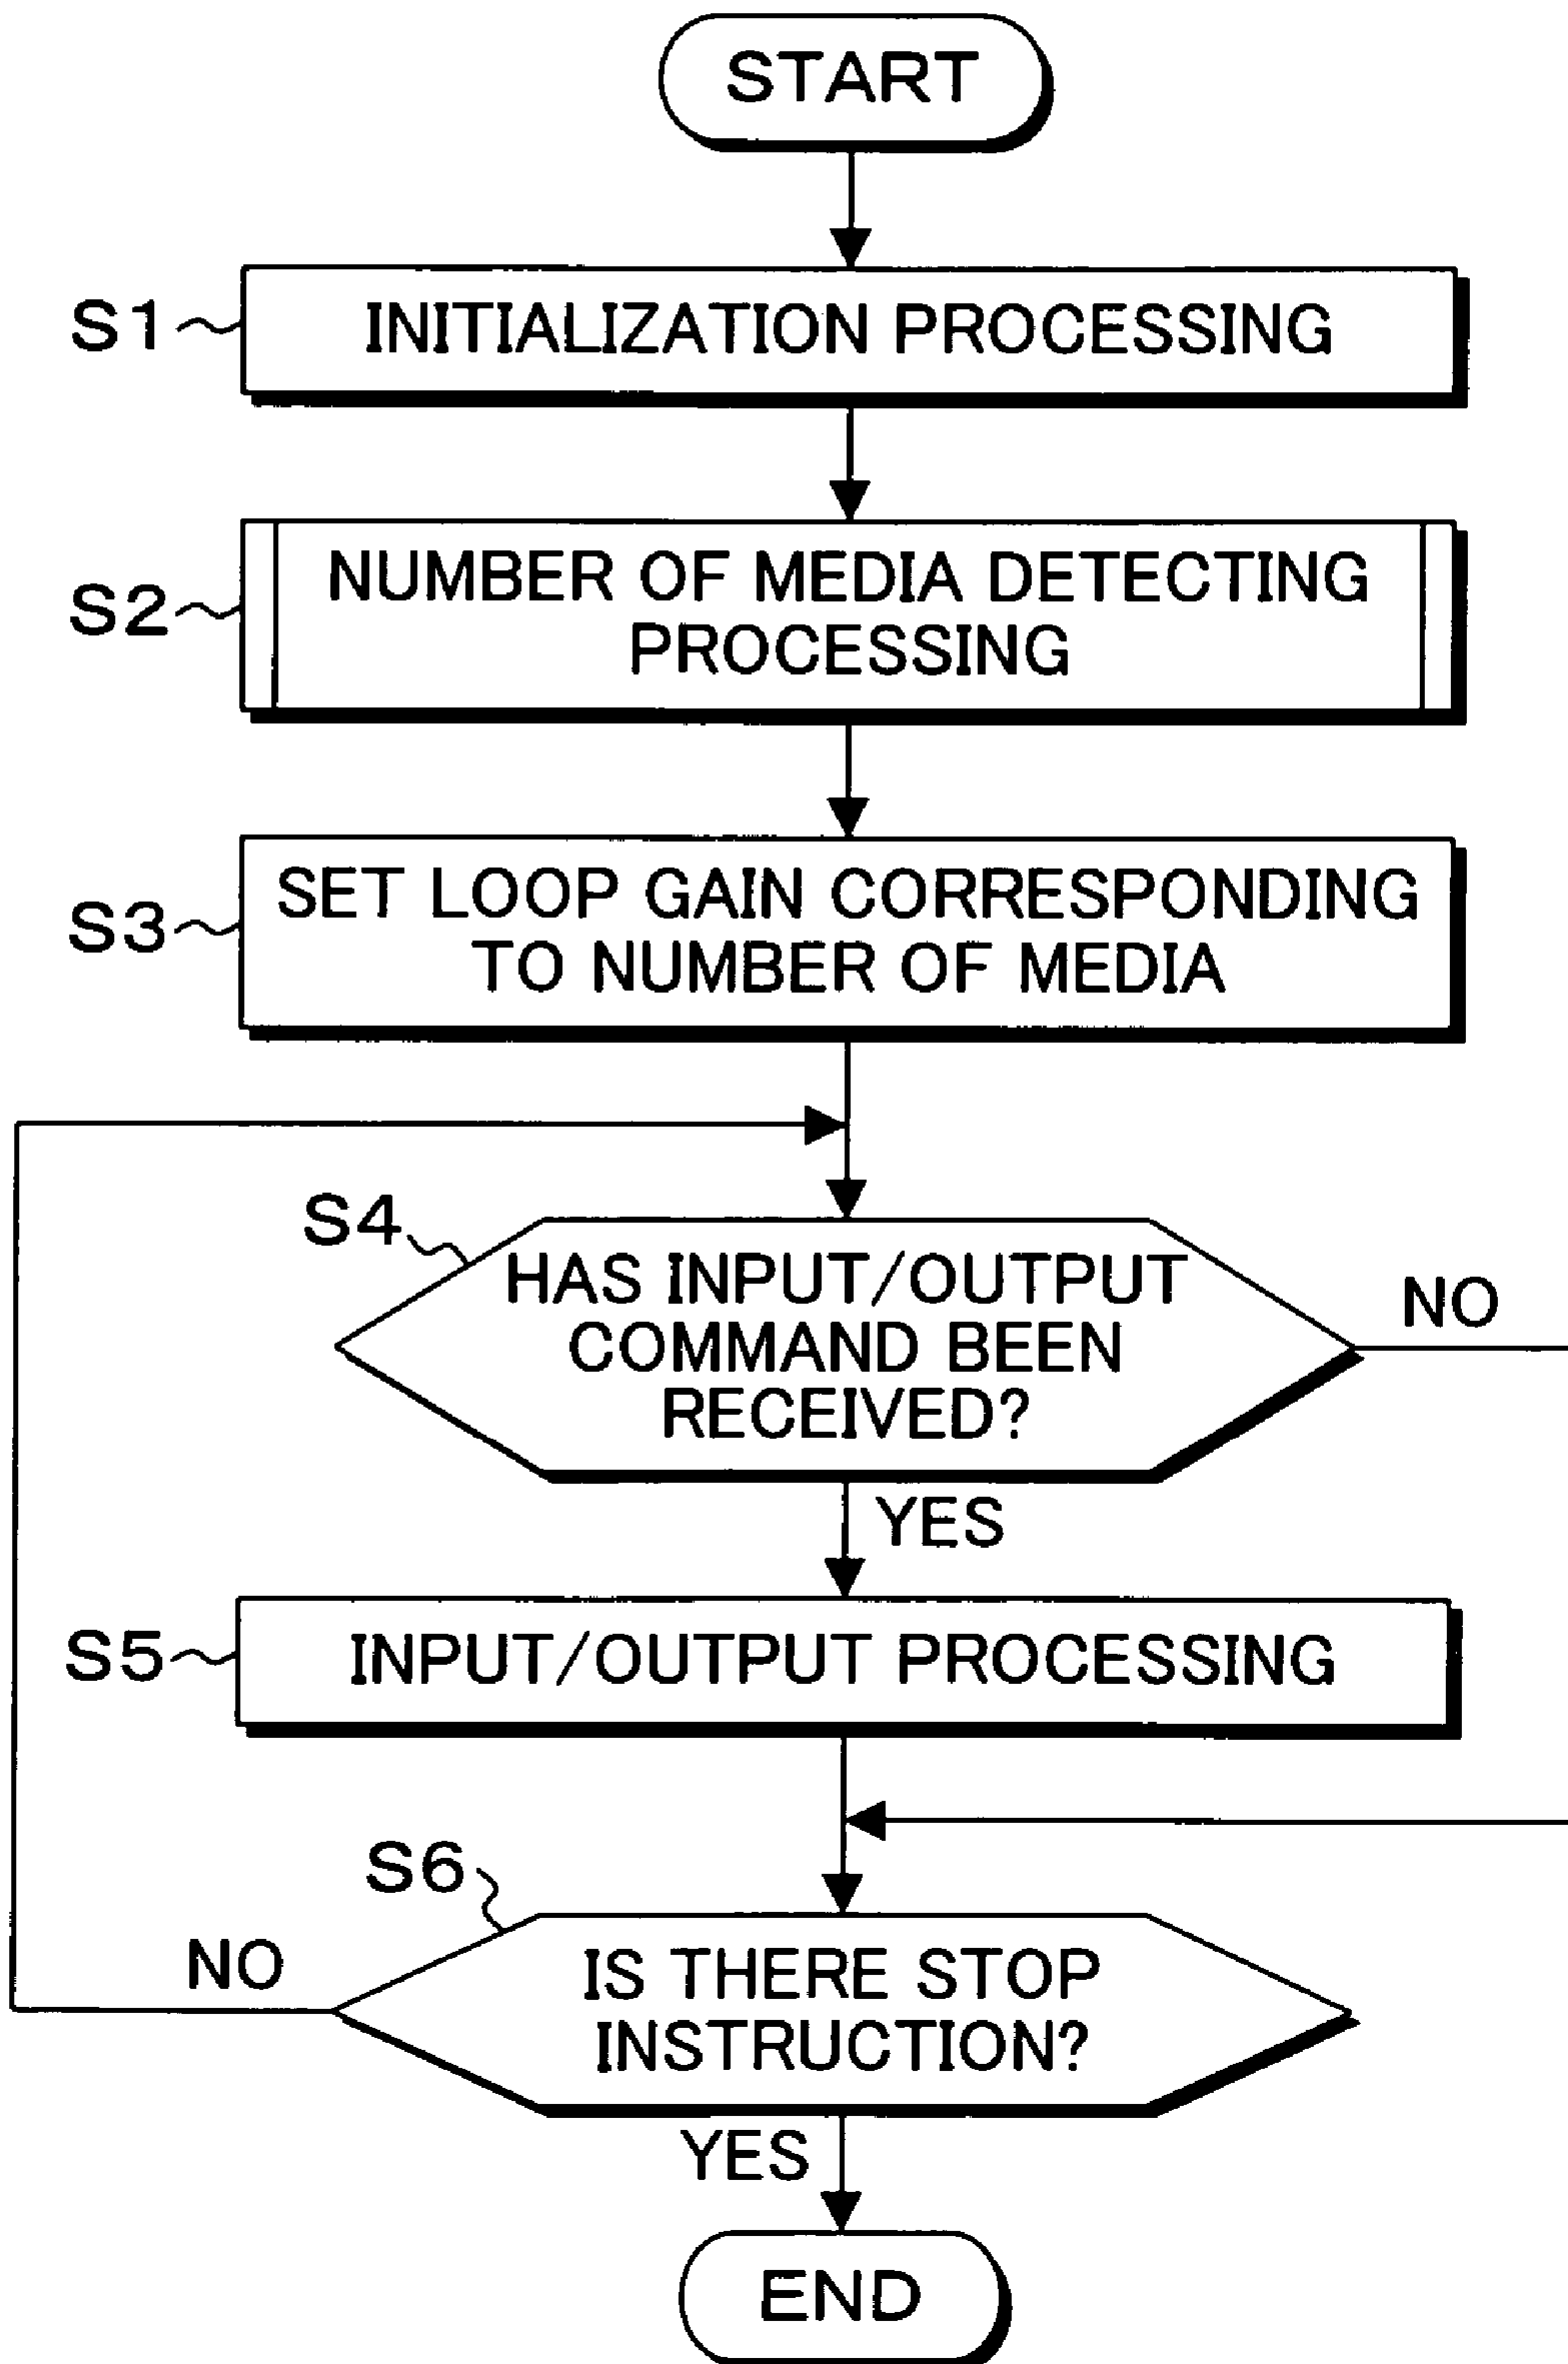 START
S1
INITIALIZATION PROCESSING
S2
NUMBER OF MEDIA DETECTING
PROCESSING
S3
SET LOOP GAIN CORRESPONDING
TO NUMBER OF MEDIA
S4
HAS INPUT/OUTPUT
COMMAND BEEN
RECEIVED?
NO
YES
S5
INPUT/OUTPUT PROCESSING
S6
NO
IS THERE STOP
INSTRUCTION?
YES
END